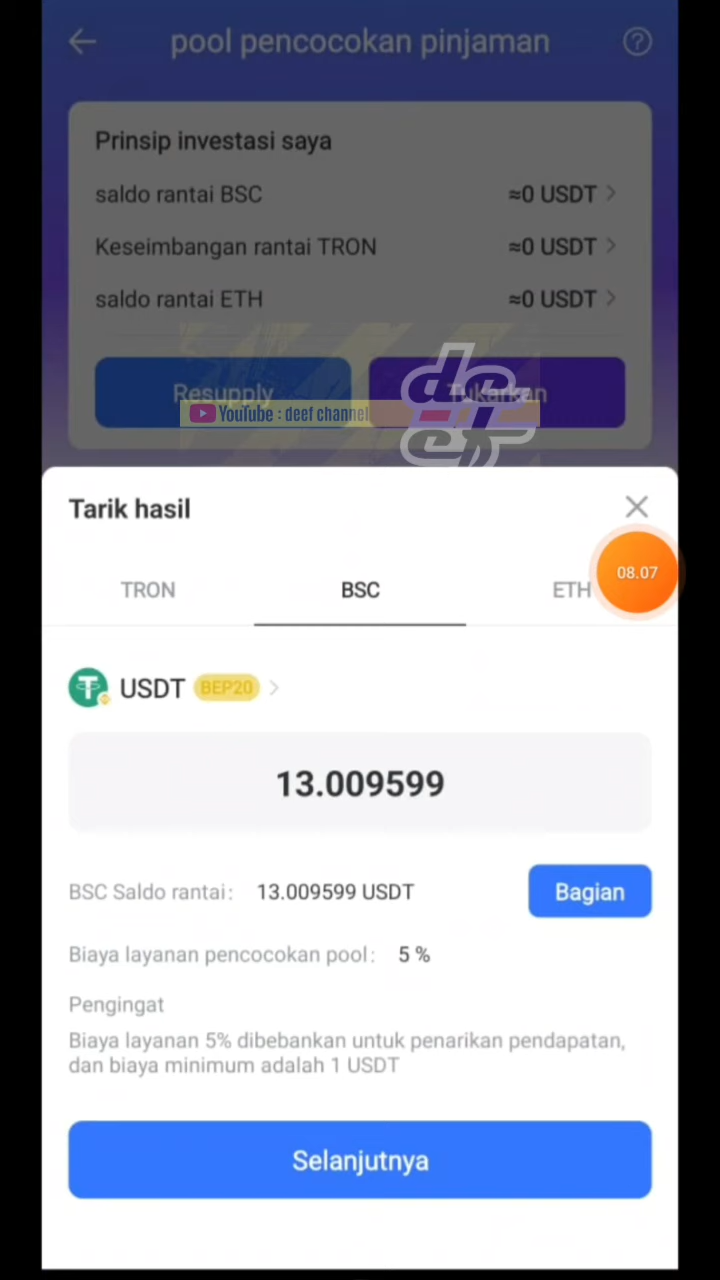 pool pencocokan pinjaman
Prinsip investasi saya
saldo rantai BSC ≈0 USDT
Keseimbangan rantai TRON ≈0 USDT
saldo rantai ETH ≈0 USDT
Resupply Tukarkan
YouTube : deef channel
Tarik hasil
08.07
TRON BSC ETH
USDT BEP20
13.009599
BSC Saldo rantai: 13.009599 USDT Bagian
Biaya layanan pencocokan pool: 5 %
Pengingat
Biaya layanan 5% dibebankan untuk penarikan pendapatan,
dan biaya minimum adalah 1 USDT
Selanjutnya